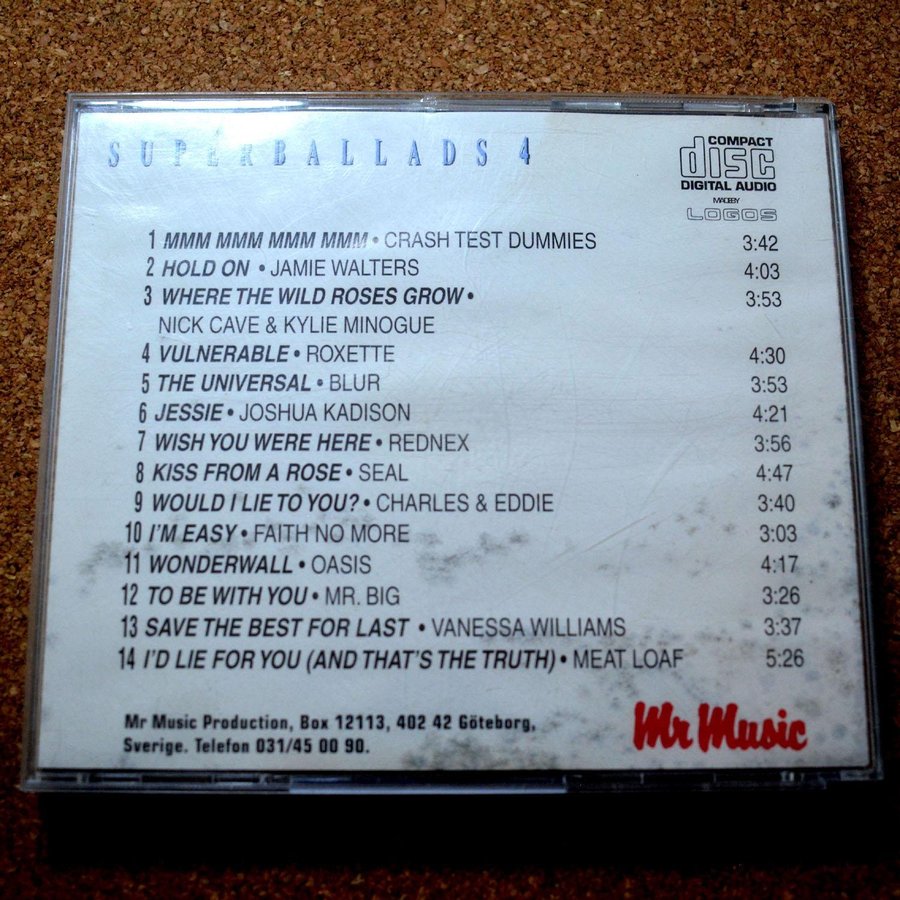 SUPERBALLADS 4
COMPACT
disc
DIGITAL AUDIO
MADE BY
LOGOS
1 MMM MMM MMM MMM • CRASH TEST DUMMIES 3:42
2 HOLD ON • JAMIE WALTERS 4:03
3 WHERE THE WILD ROSES GROW • 3:53
NICK CAVE & KYLIE MINOGUE
4 VULNERABLE • ROXETTE 4:30
5 THE UNIVERSAL • BLUR 3:53
6 JESSIE • JOSHUA KADISON 4:21
7 WISH YOU WERE HERE • REDNEX 3:56
8 KISS FROM A ROSE • SEAL 4:47
9 WOULD I LIE TO YOU? • CHARLES & EDDIE 3:40
10 I'M EASY • FAITH NO MORE 3:03
11 WONDERWALL • OASIS 4:17
12 TO BE WITH YOU • MR. BIG 3:26
13 SAVE THE BEST FOR LAST • VANESSA WILLIAMS 3:37
14 I'D LIE FOR YOU (AND THAT'S THE TRUTH) • MEAT LOAF 5:26
Mr Music Production, Box 12113, 402 42 Göteborg,
Sverige. Telefon 031/45 00 90.
Mr Music